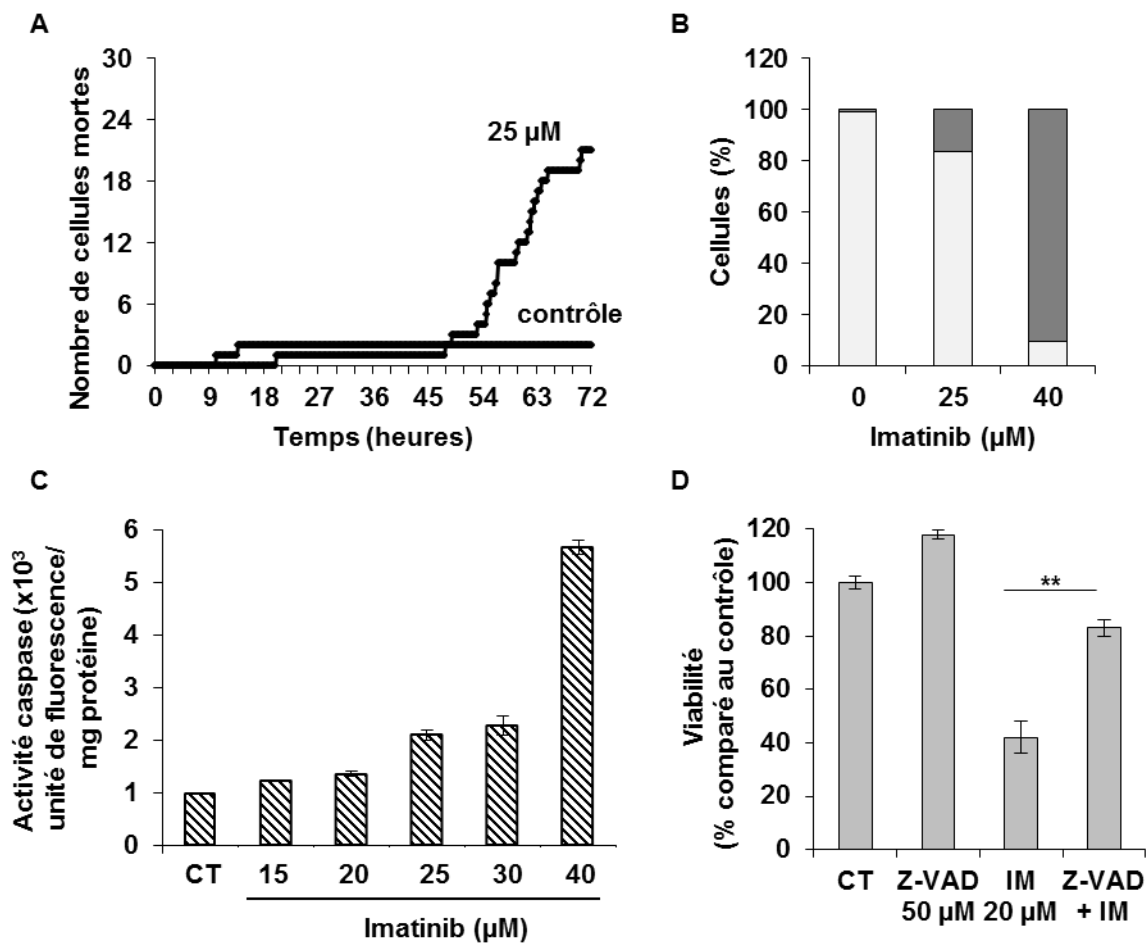 A
Nombre de cellules mortes
30
24
18
12
6
0
25 µM
contrôle
0 9 18 27 36 45 54 63 72
Temps (heures)
B
Cellules (%)
120
100
80
60
40
20
0
0 25 40
Imatinib (µM)
C
Activité caspase (x10³
unité de fluorescence/
mg protéine)
6
5
4
3
2
1
0
CT 15 20 25 30 40
Imatinib (µM)
D
Viabilité
(% comparé au contrôle)
120
100
80
60
40
20
0
**
CT Z-VAD IM Z-VAD
50 µM 20 µM + IM